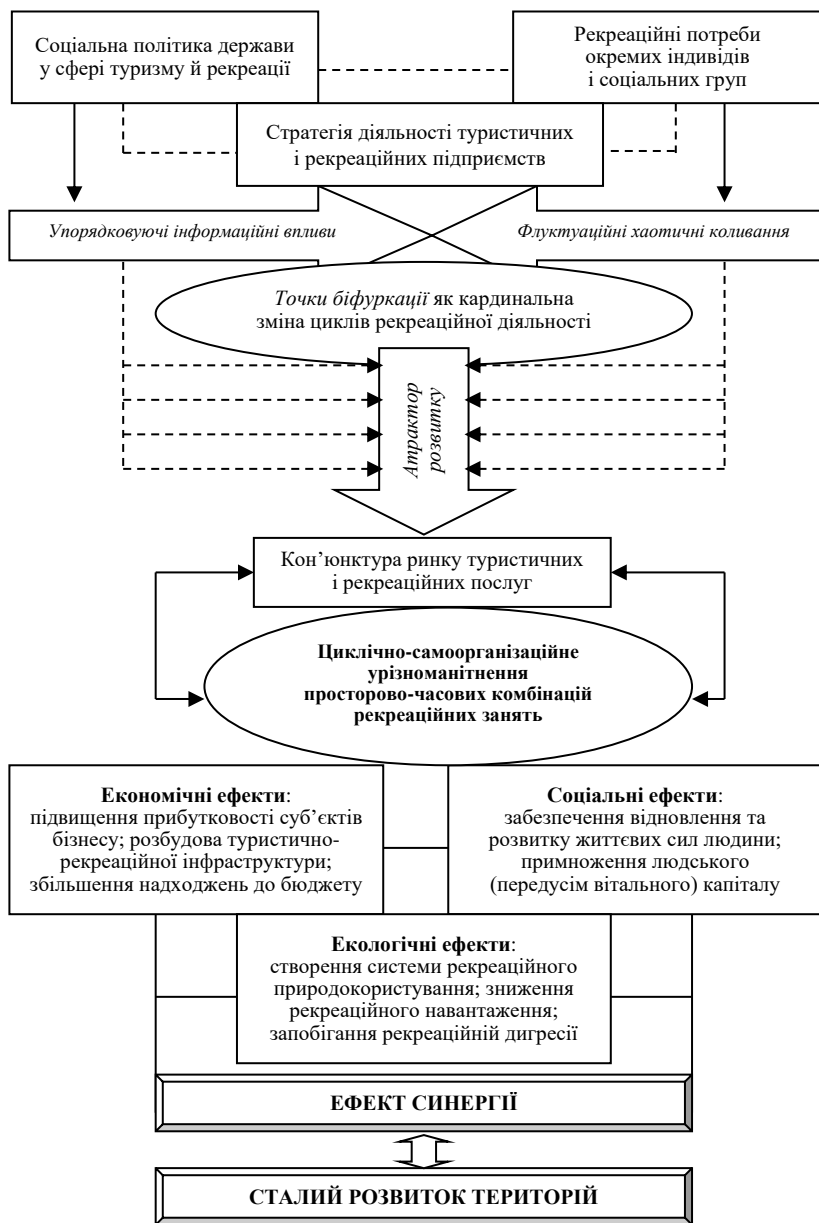 Соціальна політика держави
у сфері туризму й рекреації
Рекреаційні потреби
окремих індивідів
і соціальних груп
Стратегія діяльності туристичних
і рекреаційних підприємств
Упорядковуючі інформаційні впливи
Флуктуаційні хаотичні коливання
Точки біфуркації як кардинальна
зміна циклів рекреаційної діяльності
Атрактор
розвитку
Кон’юнктура ринку туристичних
і рекреаційних послуг
Циклічно-самоорганізаційне
урізноманітнення
просторово-часових комбінацій
рекреаційних занять
Економічні ефекти:
підвищення прибутковості суб’єктів
бізнесу; розбудова туристично-
рекреаційної інфраструктури;
збільшення надходжень до бюджету
Соціальні ефекти:
забезпечення відновлення та
розвитку життєвих сил людини;
примноження людського
(передусім вітального) капіталу
Екологічні ефекти:
створення системи рекреаційного
природокористування; зниження
рекреаційного навантаження;
запобігання рекреаційній дигресії
ЕФЕКТ СИНЕРГІЇ
СТАЛИЙ РОЗВИТОК ТЕРИТОРІЙ